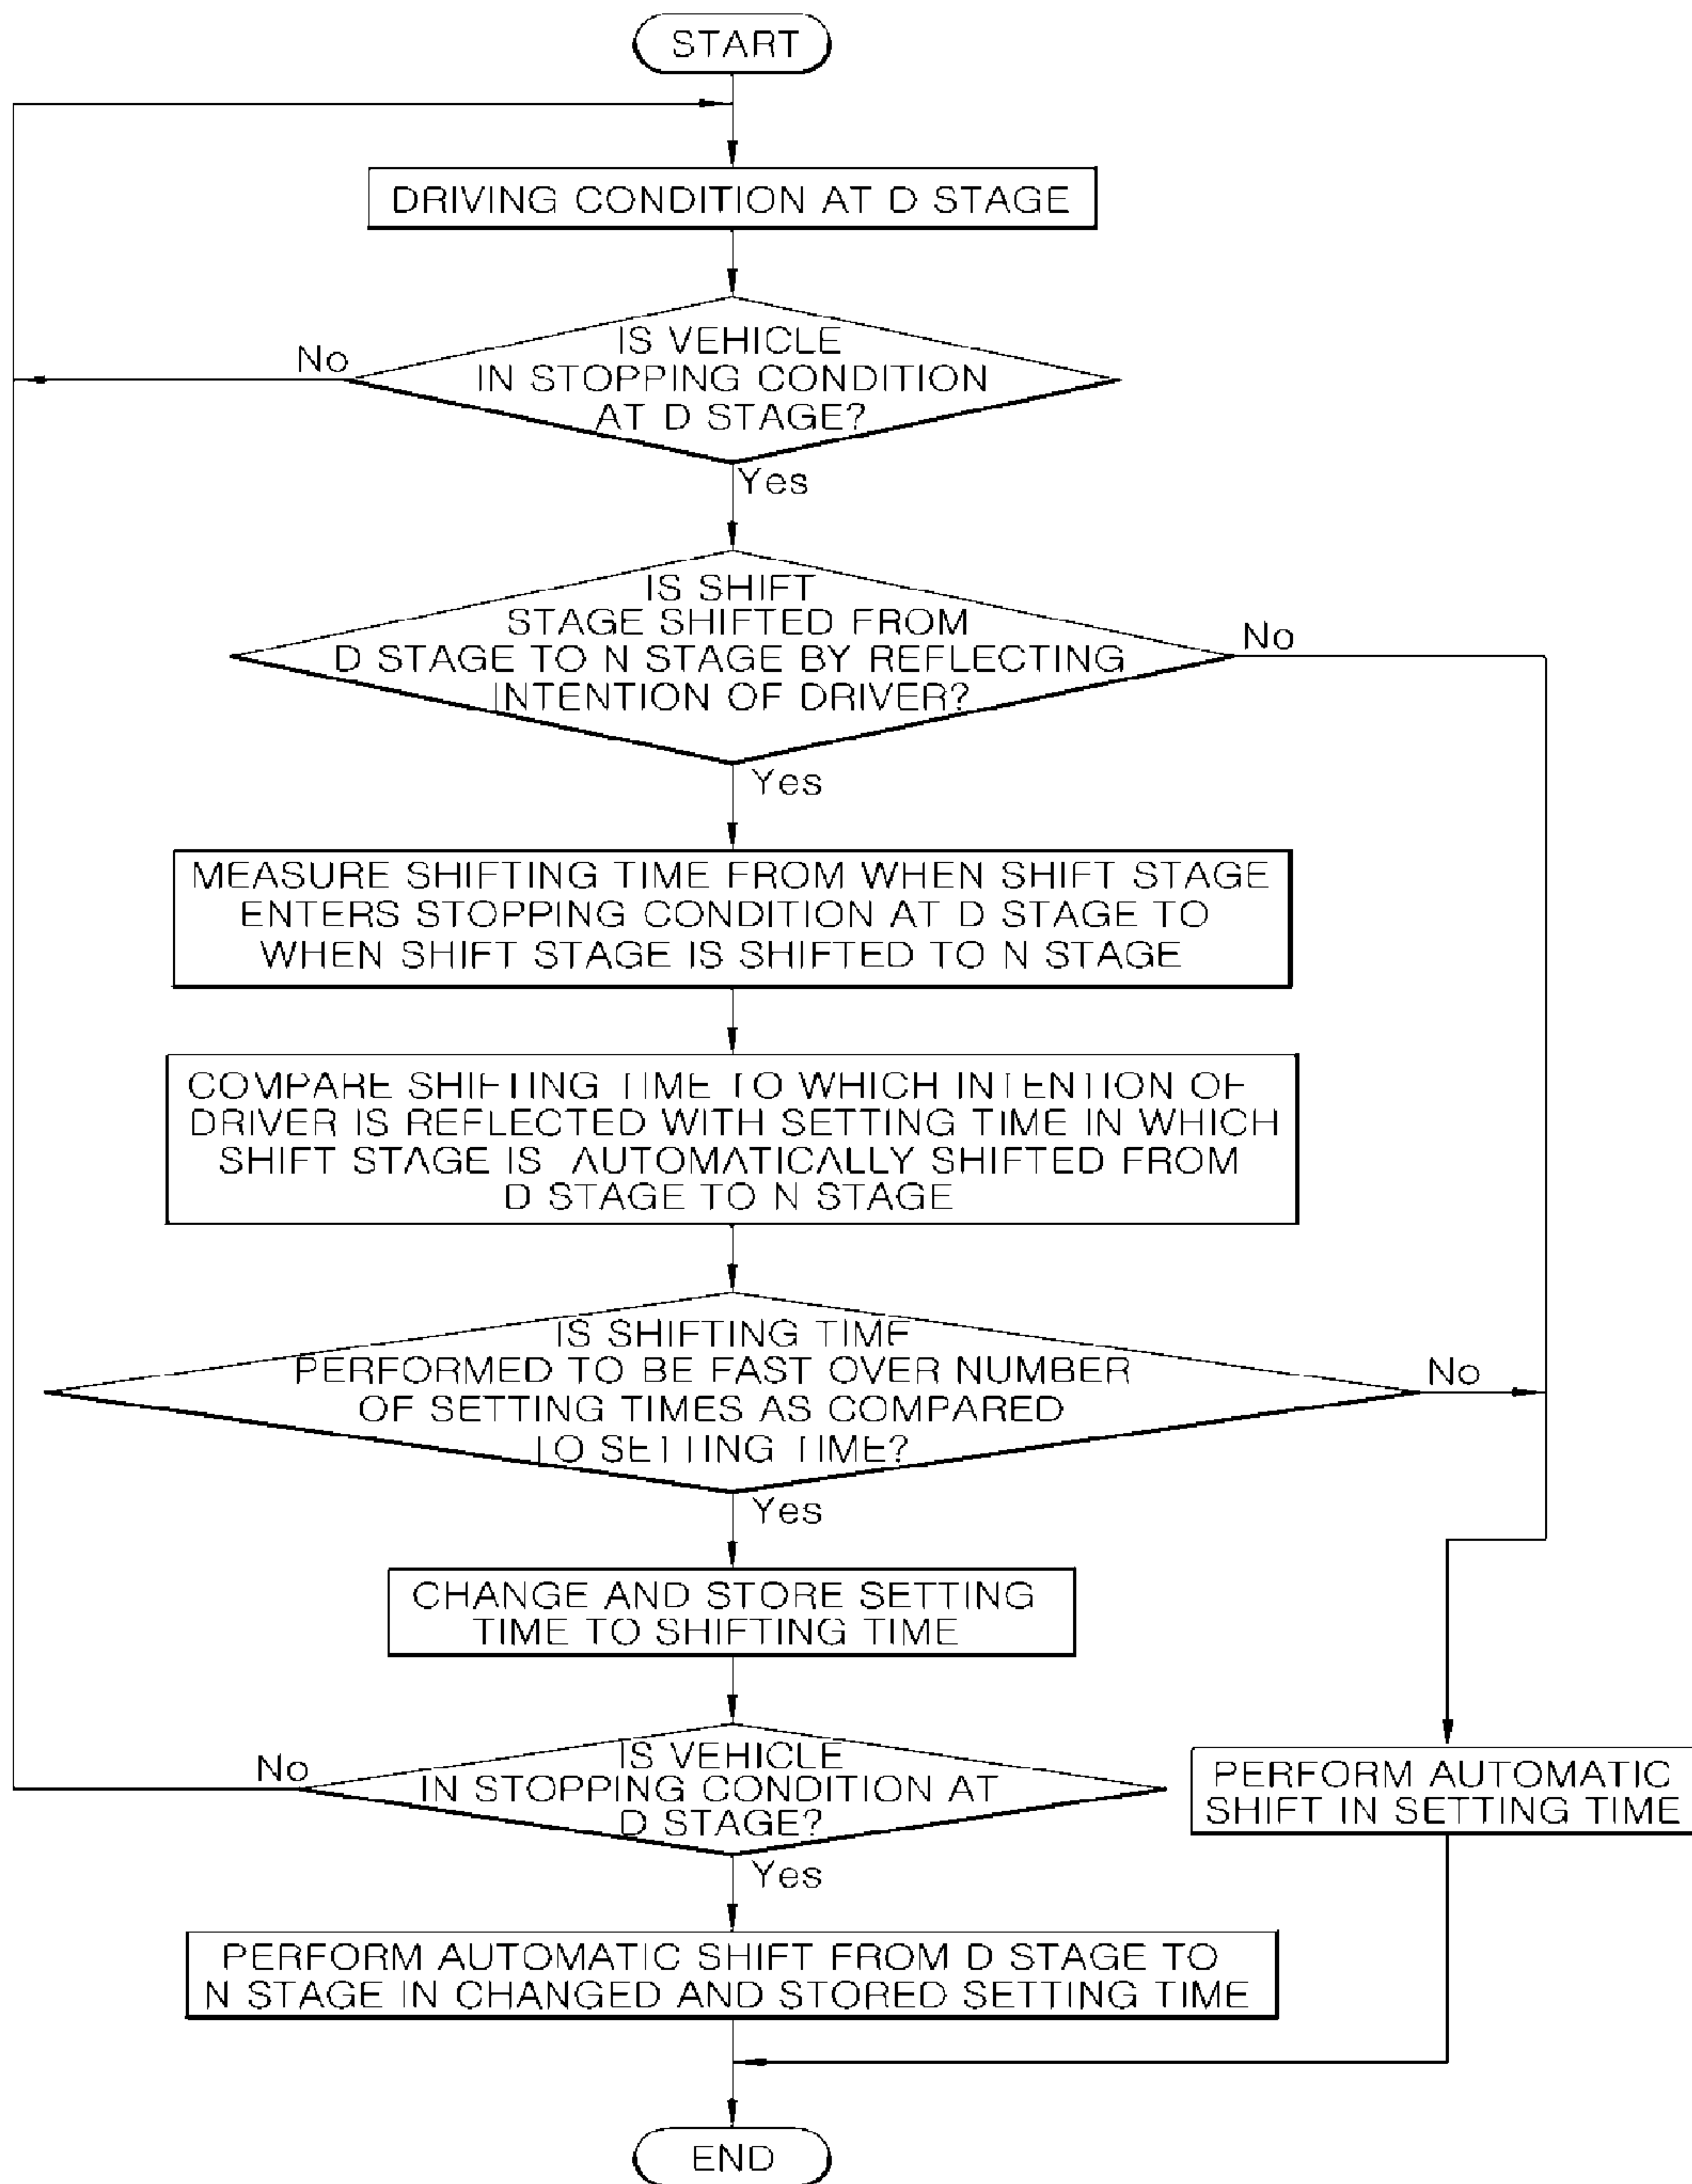 START
DRIVING CONDITION AT D STAGE
IS VEHICLE
IN STOPPING CONDITION
AT D STAGE?
No
Yes
IS SHIFT
STAGE SHIFTED FROM
D STAGE TO N STAGE BY REFLECTING
INTENTION OF DRIVER?
No
Yes
MEASURE SHIFTING TIME FROM WHEN SHIFT STAGE
ENTERS STOPPING CONDITION AT D STAGE TO
WHEN SHIFT STAGE IS SHIFTED TO N STAGE
COMPARE SHIFTING TIME TO WHICH INTENTION OF
DRIVER IS REFLECTED WITH SETTING TIME IN WHICH
SHIFT STAGE IS AUTOMATICALLY SHIFTED FROM
D STAGE TO N STAGE
IS SHIFTING TIME
PERFORMED TO BE FAST OVER NUMBER
OF SETTING TIMES AS COMPARED
TO SETTING TIME?
No
Yes
CHANGE AND STORE SETTING
TIME TO SHIFTING TIME
IS VEHICLE
IN STOPPING CONDITION AT
D STAGE?
No
Yes
PERFORM AUTOMATIC
SHIFT IN SETTING TIME
PERFORM AUTOMATIC SHIFT FROM D STAGE TO
N STAGE IN CHANGED AND STORED SETTING TIME
END